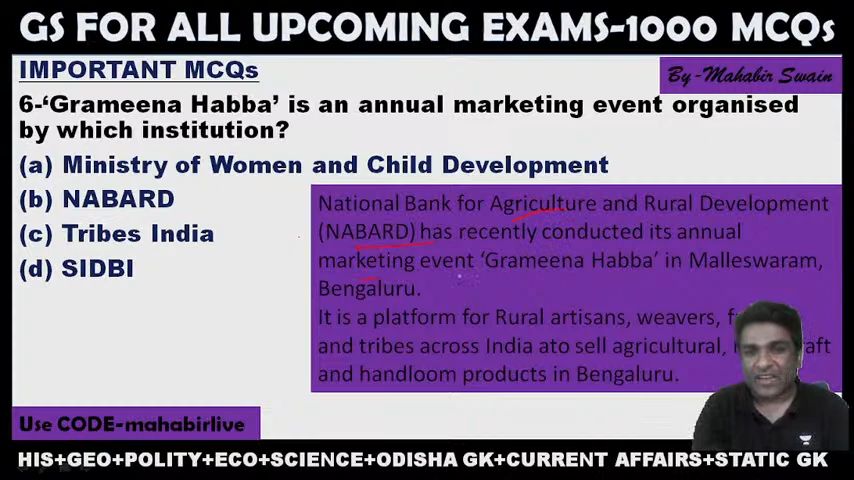 GS FOR ALL UPCOMING EXAMS-1000 MCQs
IMPORTANT MCQs
By-Mahabir Swain
6-‘Grameena Habba’ is an annual marketing event organised
by which institution?
(a) Ministry of Women and Child Development
(b) NABARD
(c) Tribes India
(d) SIDBI
National Bank for Agriculture and Rural Development
(NABARD) has recently conducted its annual
marketing event ‘Grameena Habba’ in Malleswaram,
Bengaluru.
It is a platform for Rural artisans, weavers,
and tribes across India ato sell agricultural,
and handloom products in Bengaluru.
Use CODE-mahabirlive
HIS+GEO+POLITY+ECO+SCIENCE+ODISHA GK+CURRENT AFFAIRS+STATIC GK